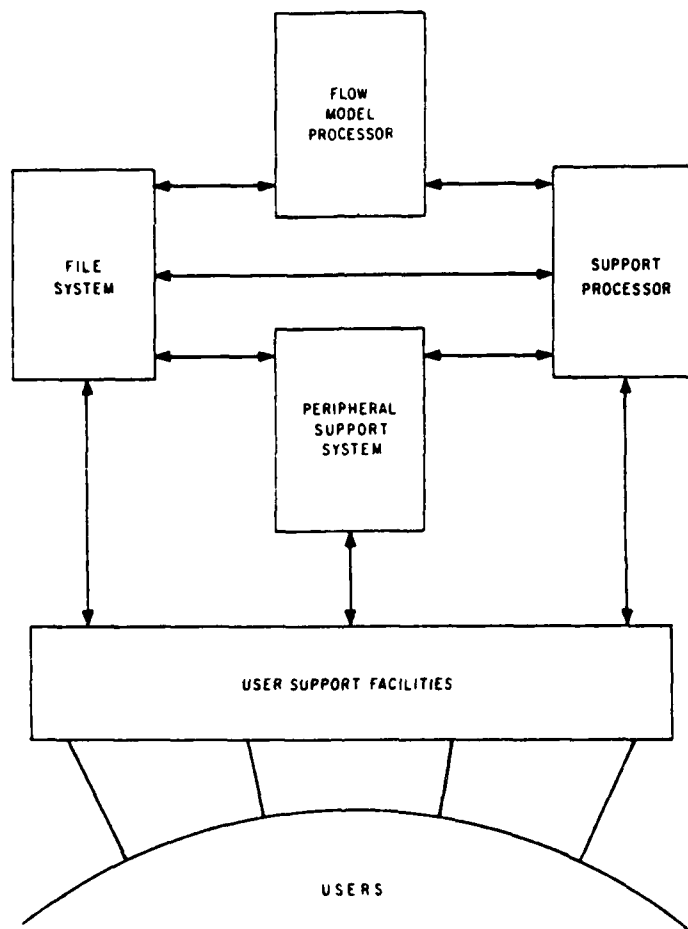 FLOW
MODEL
PROCESSOR
FILE
SYSTEM
SUPPORT
PROCESSOR
PERIPHERAL
SUPPORT
SYSTEM
USER SUPPORT FACILITIES
USERS